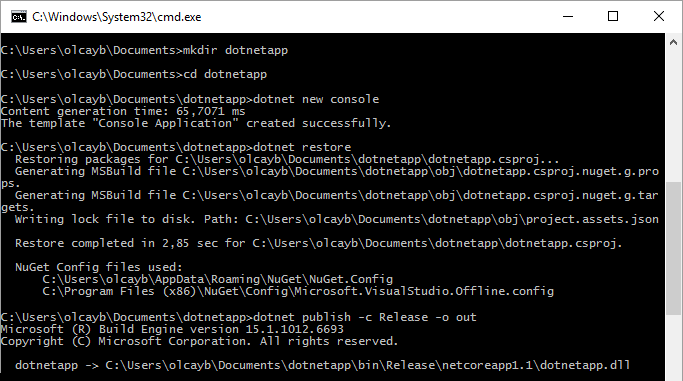 C:\Windows\System32\cmd.exe
C:\Users\olcayb\Documents>mkdir dotnetapp
C:\Users\olcayb\Documents>cd dotnetapp
C:\Users\olcayb\Documents\dotnetapp>dotnet new console
Content generation time: 65,7071 ms
The template "Console Application" created successfully.
C:\Users\olcayb\Documents\dotnetapp>dotnet restore
  Restoring packages for C:\Users\olcayb\Documents\dotnetapp\dotnetapp.csproj...
  Generating MSBuild file C:\Users\olcayb\Documents\dotnetapp\obj\dotnetapp.csproj.nuget.g.pro
ps.
  Generating MSBuild file C:\Users\olcayb\Documents\dotnetapp\obj\dotnetapp.csproj.nuget.g.tar
gets.
  Writing lock file to disk. Path: C:\Users\olcayb\Documents\dotnetapp\obj\project.assets.json
  Restore completed in 2,85 sec for C:\Users\olcayb\Documents\dotnetapp\dotnetapp.csproj.
  NuGet Config files used:
      C:\Users\olcayb\AppData\Roaming\NuGet\NuGet.Config
      C:\Program Files (x86)\NuGet\Config\Microsoft.VisualStudio.Offline.config
C:\Users\olcayb\Documents\dotnetapp>dotnet publish -c Release -o out
Microsoft (R) Build Engine version 15.1.1012.6693
Copyright (C) Microsoft Corporation. All rights reserved.
  dotnetapp -> C:\Users\olcayb\Documents\dotnetapp\bin\Release\netcoreapp1.1\dotnetapp.dll